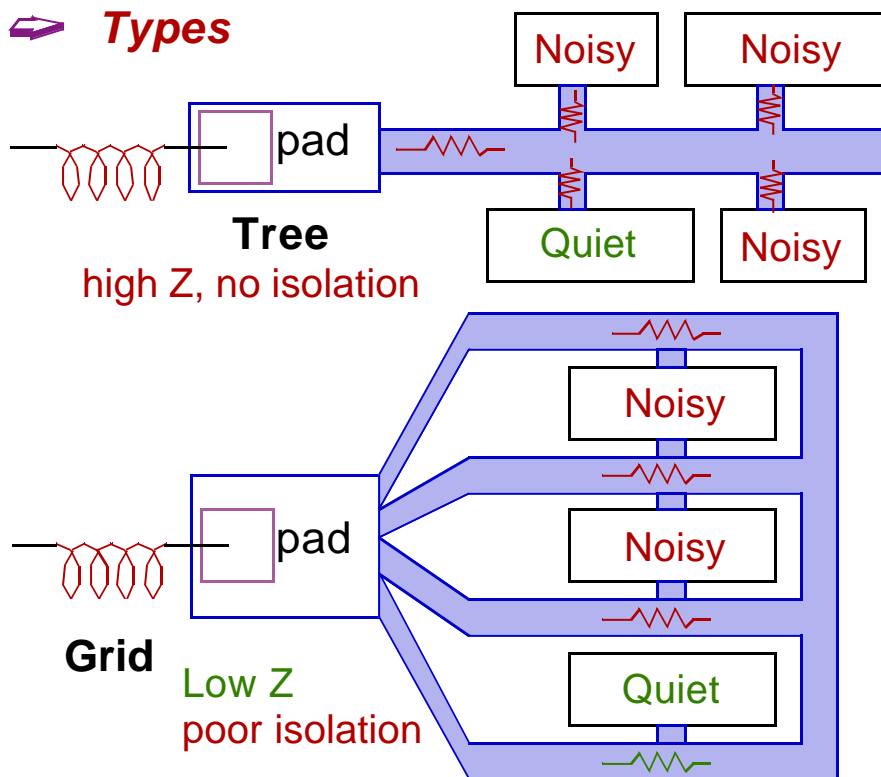 Types
Noisy Noisy
pad
Tree
Quiet Noisy
high Z, no isolation
Noisy
pad
Noisy
Grid
Low Z
Quiet
poor isolation